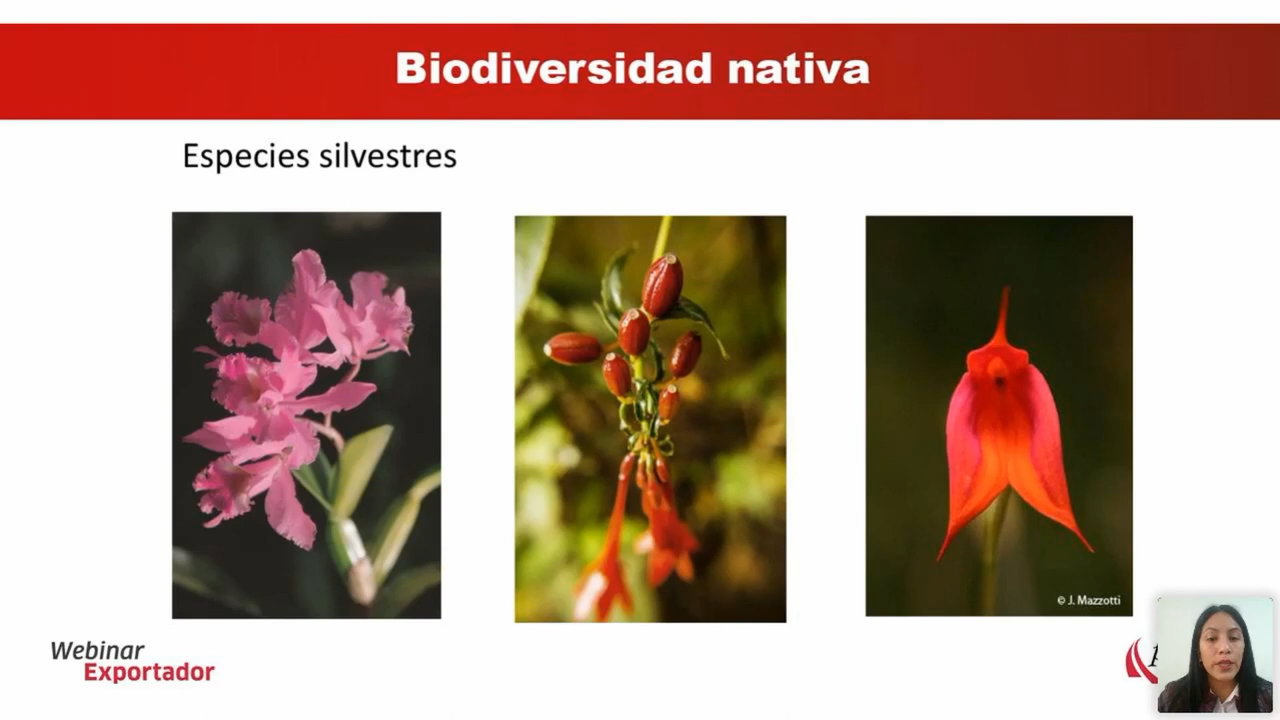 Biodiversidad nativa
Especies silvestres
© J. Mazzotti
Webinar
Exportador